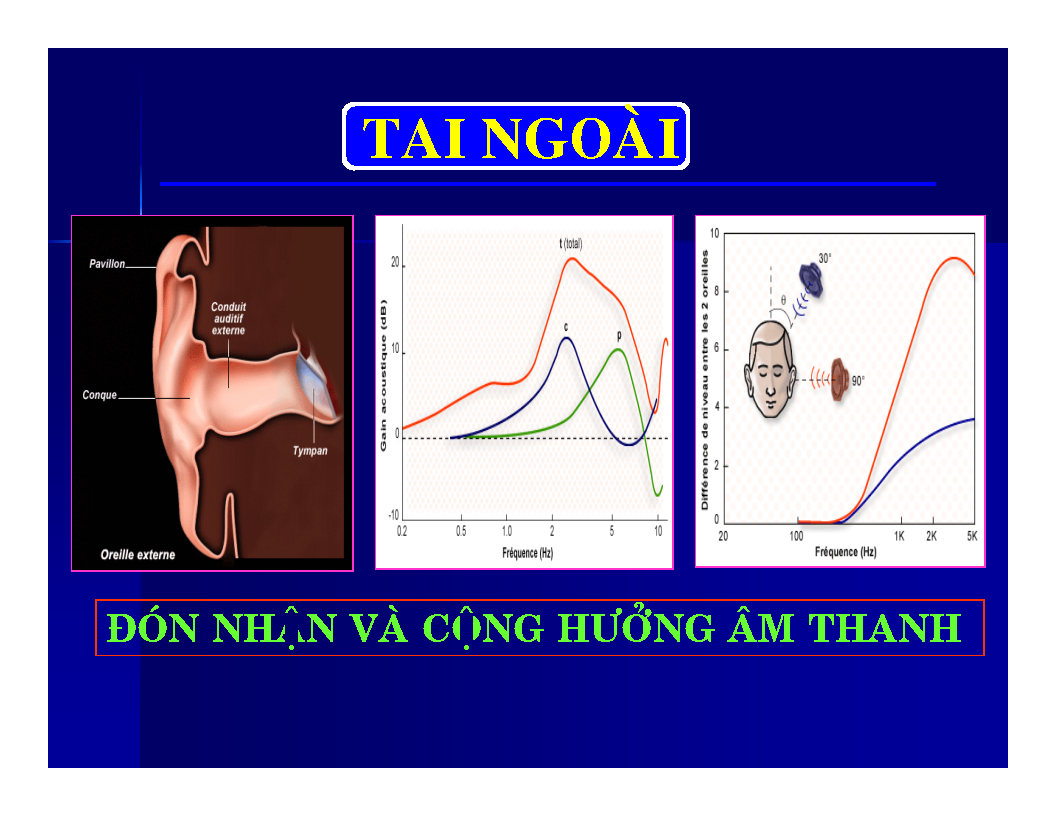 TAI NGOÀI
Pavillon
Conduit
auditif
externe
Conque
Tympan
Oreille externe
t (total)
c
p
20
10
0
-10
Gain acoustique (dB)
0.2 0.5 1.0 2 5 10
Fréquence (Hz)
10
8
6
4
2
0
Différence de niveau entre les 2 oreilles
30°
θ
90°
20 100 1K 2K 5K
Fréquence (Hz)
ĐÓN NHẬN VÀ CỘNG HƯỞNG ÂM THANH